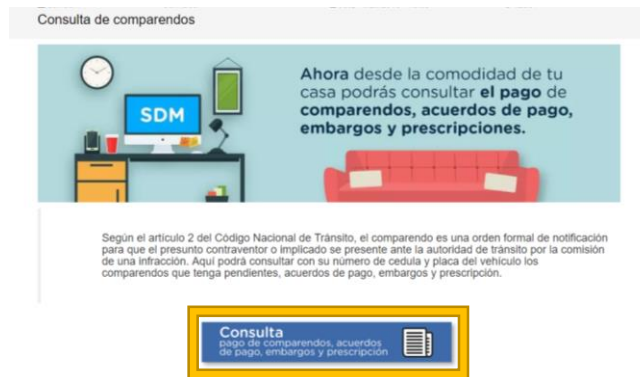 Consulta de comparendos
SDM
Ahora desde la comodidad de tu
casa podrás consultar el pago de
comparendos, acuerdos de pago,
embargos y prescripciones.
Según el artículo 2 del Código Nacional de Tránsito, el comparendo es una orden formal de notificación
para que el presunto contraventor o implicado se presente ante la autoridad de tránsito por la comisión
de una infracción. Aquí podrá consultar con su número de cedula y placa del vehículo los
comparendos que tenga pendientes, acuerdos de pago, embargos y prescripción.
Consulta
pago de comparendos, acuerdos
de pago, embargos y prescripción